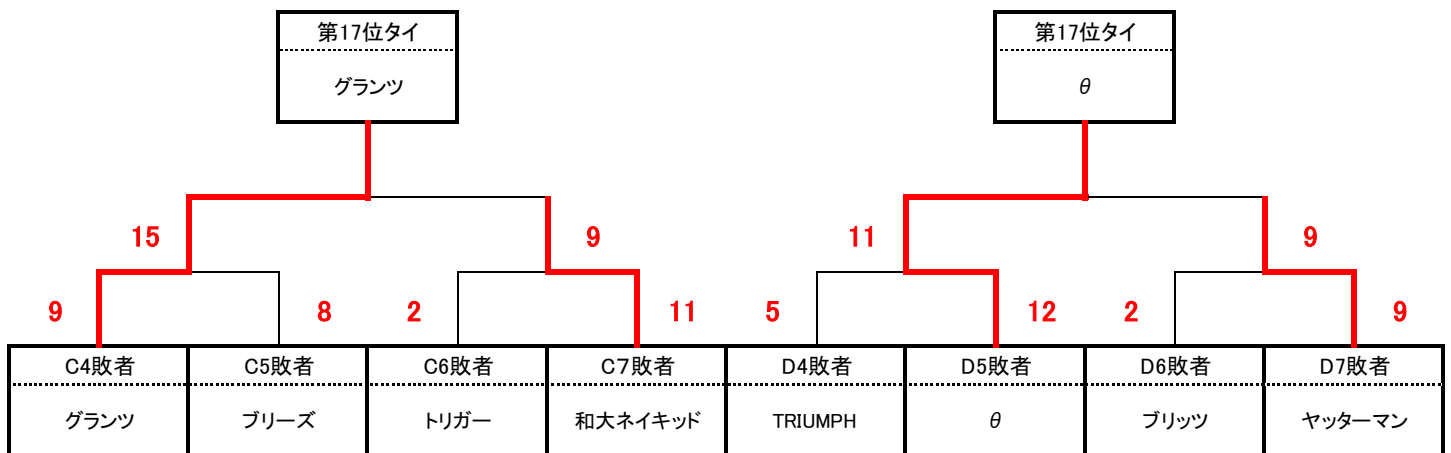 第17位タイ
グランツ
第17位タイ
θ
15
9
11
9
9
8
2
11
5
12
2
9
C4敗者
C5敗者
C6敗者
C7敗者
D4敗者
D5敗者
D6敗者
D7敗者
グランツ
ブリーズ
トリガー
和大ネイキッド
TRIUMPH
θ
ブリッツ
ヤッターマン